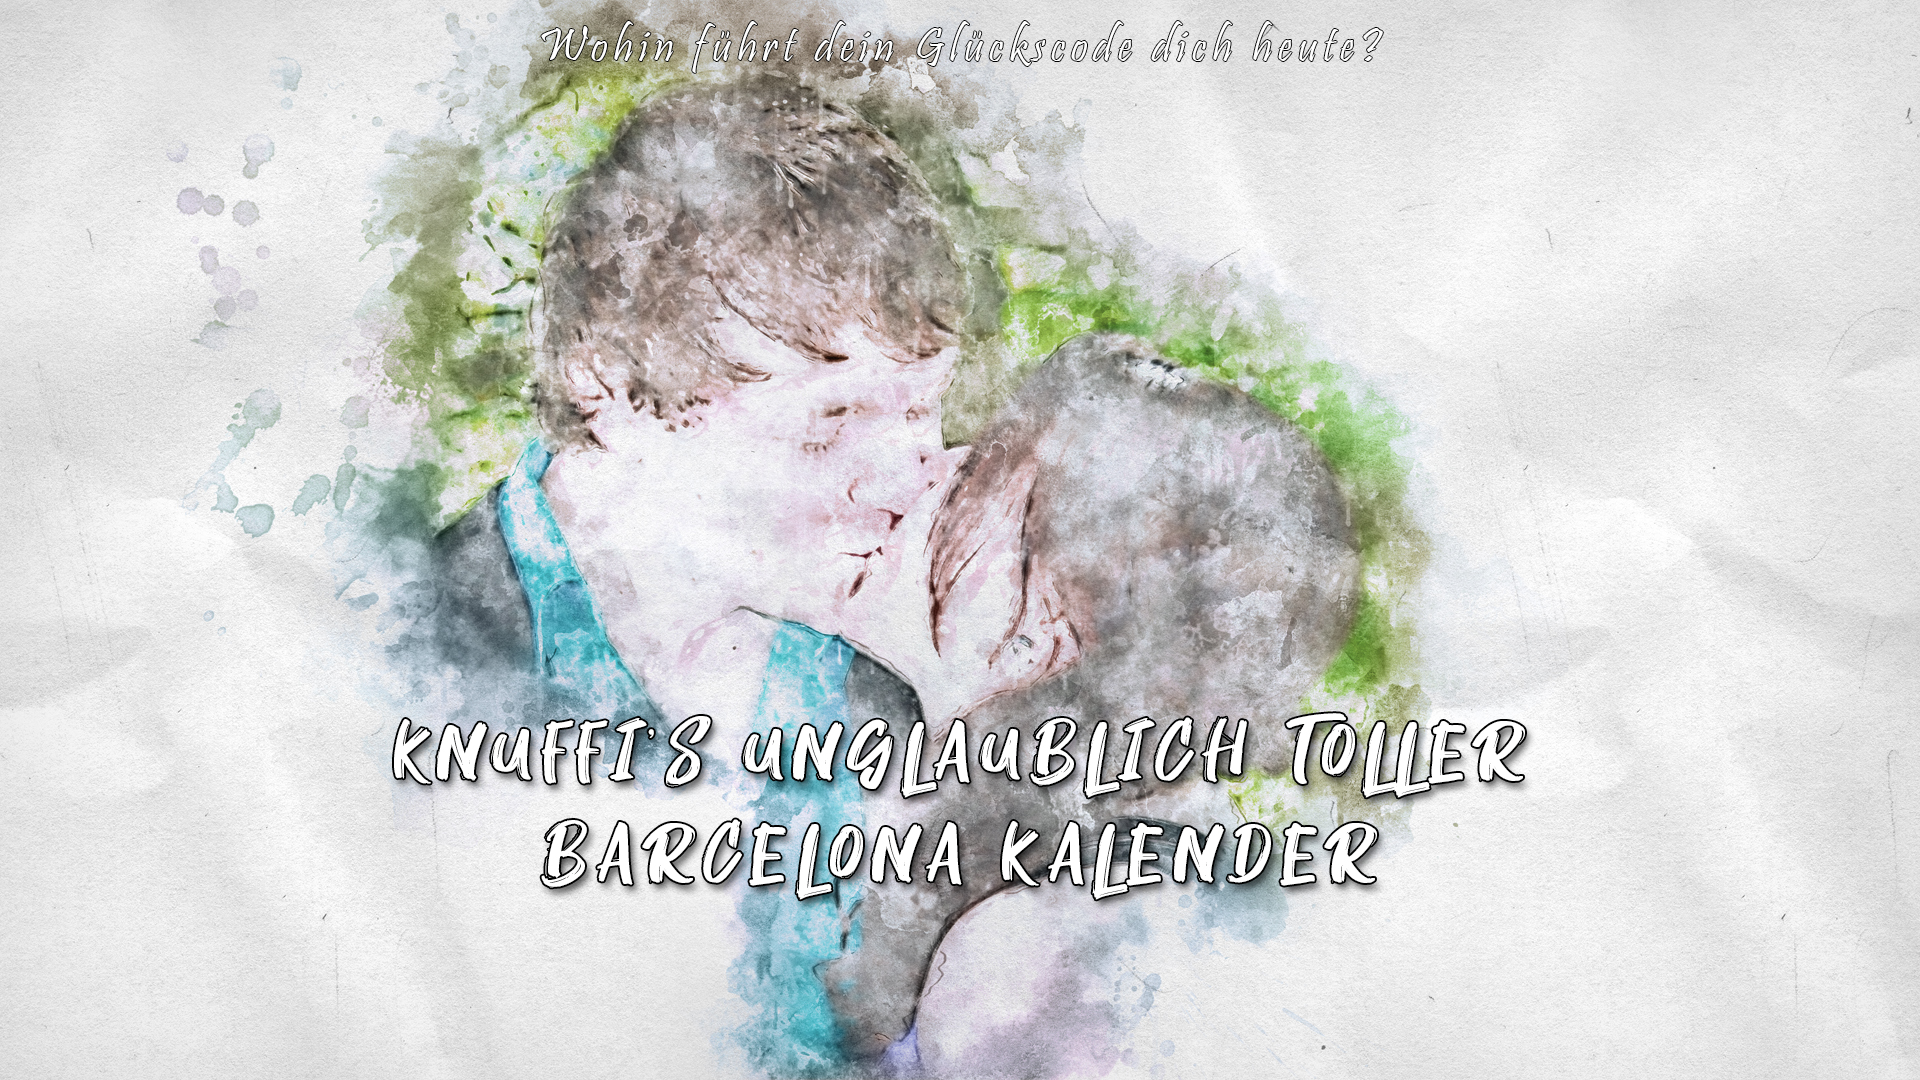 Wohin führt dein Glückscode dich heute?
KNUFFI'S UNGLAUBLICH TOLLER
BARCELONA KALENDER